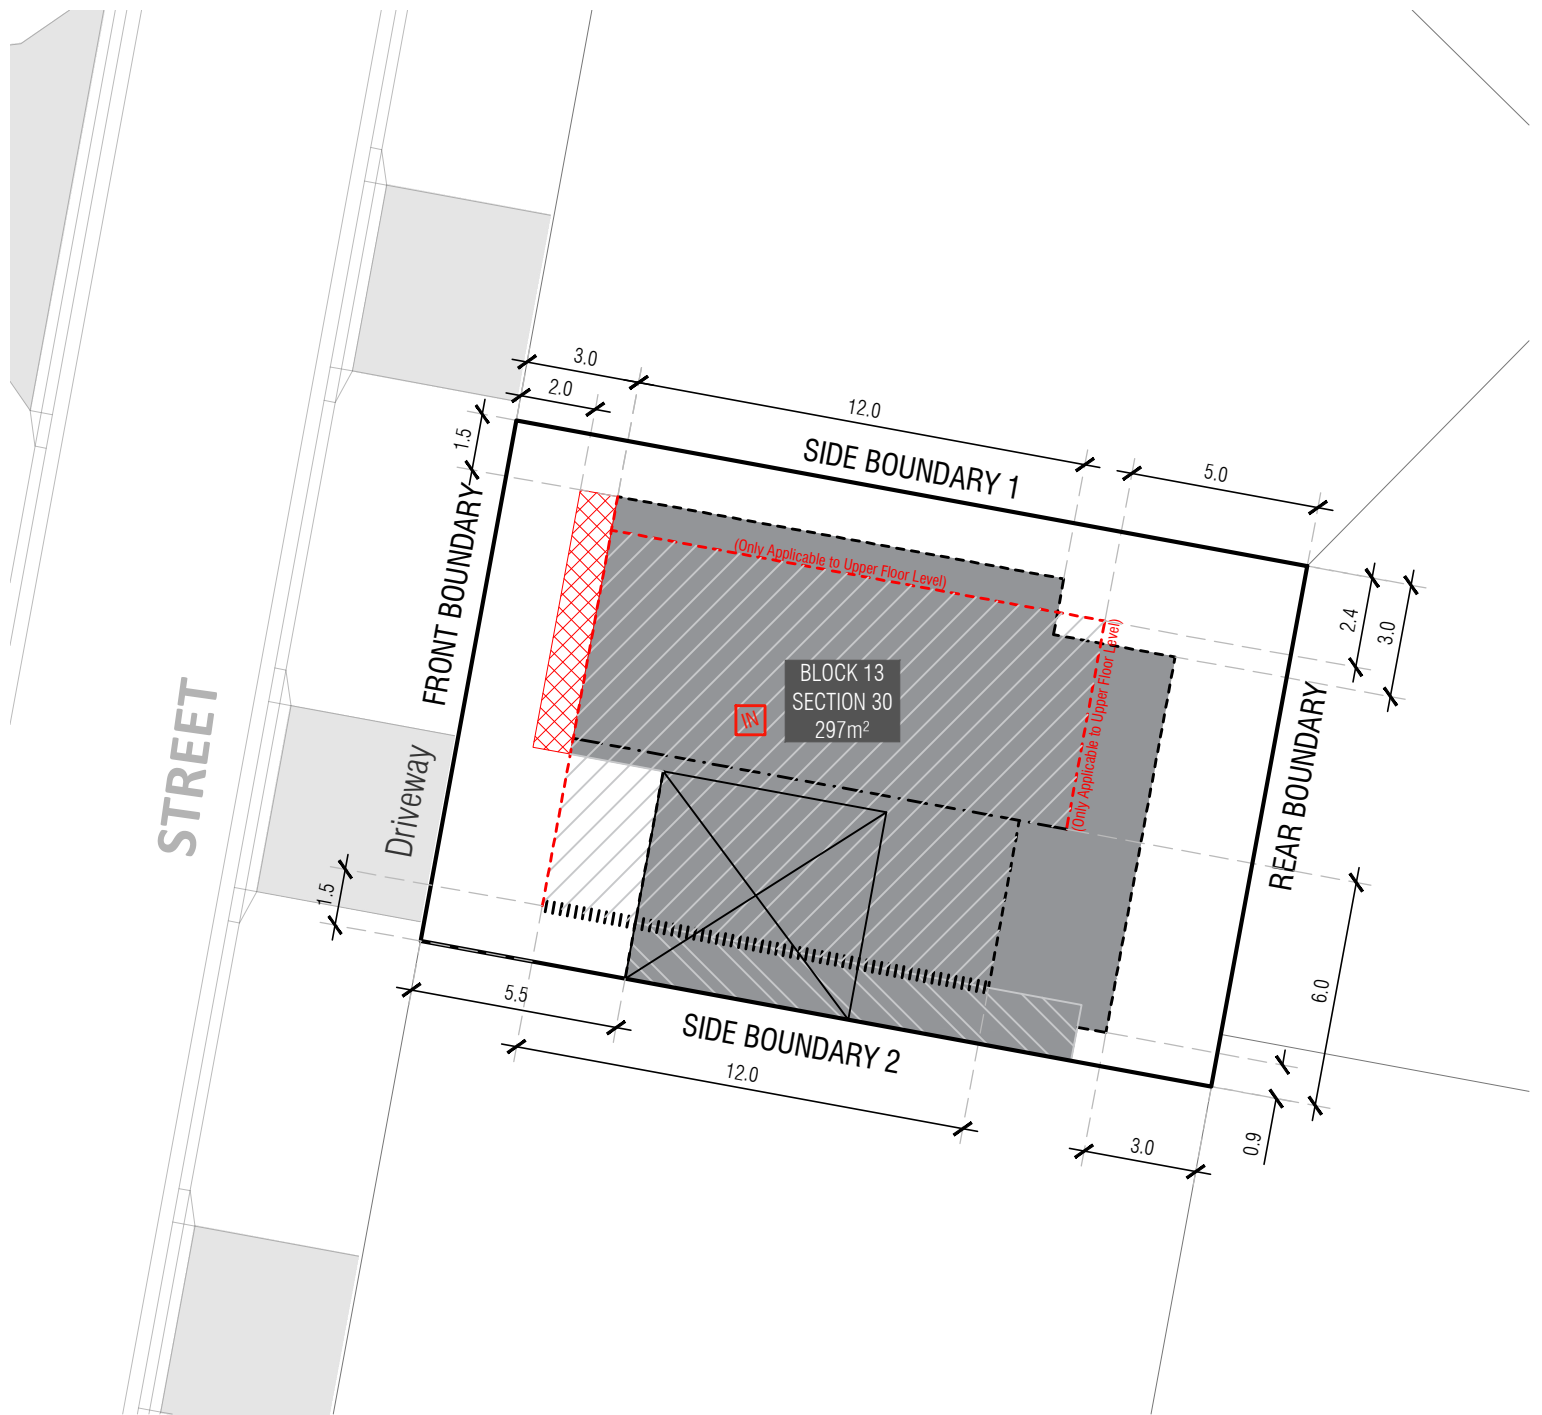 3.0
2.0
12.0
1.5
SIDE BOUNDARY 1
5.0
FRONT BOUNDARY
(Only Applicable to Upper Floor Level)
2.4
3.0
BLOCK 13
SECTION 30
297m²
IN
(Only Applicable to Upper Floor Level)
REAR BOUNDARY
STREET
Driveway
1.5
5.5
SIDE BOUNDARY 2
12.0
6.0
0.9
3.0